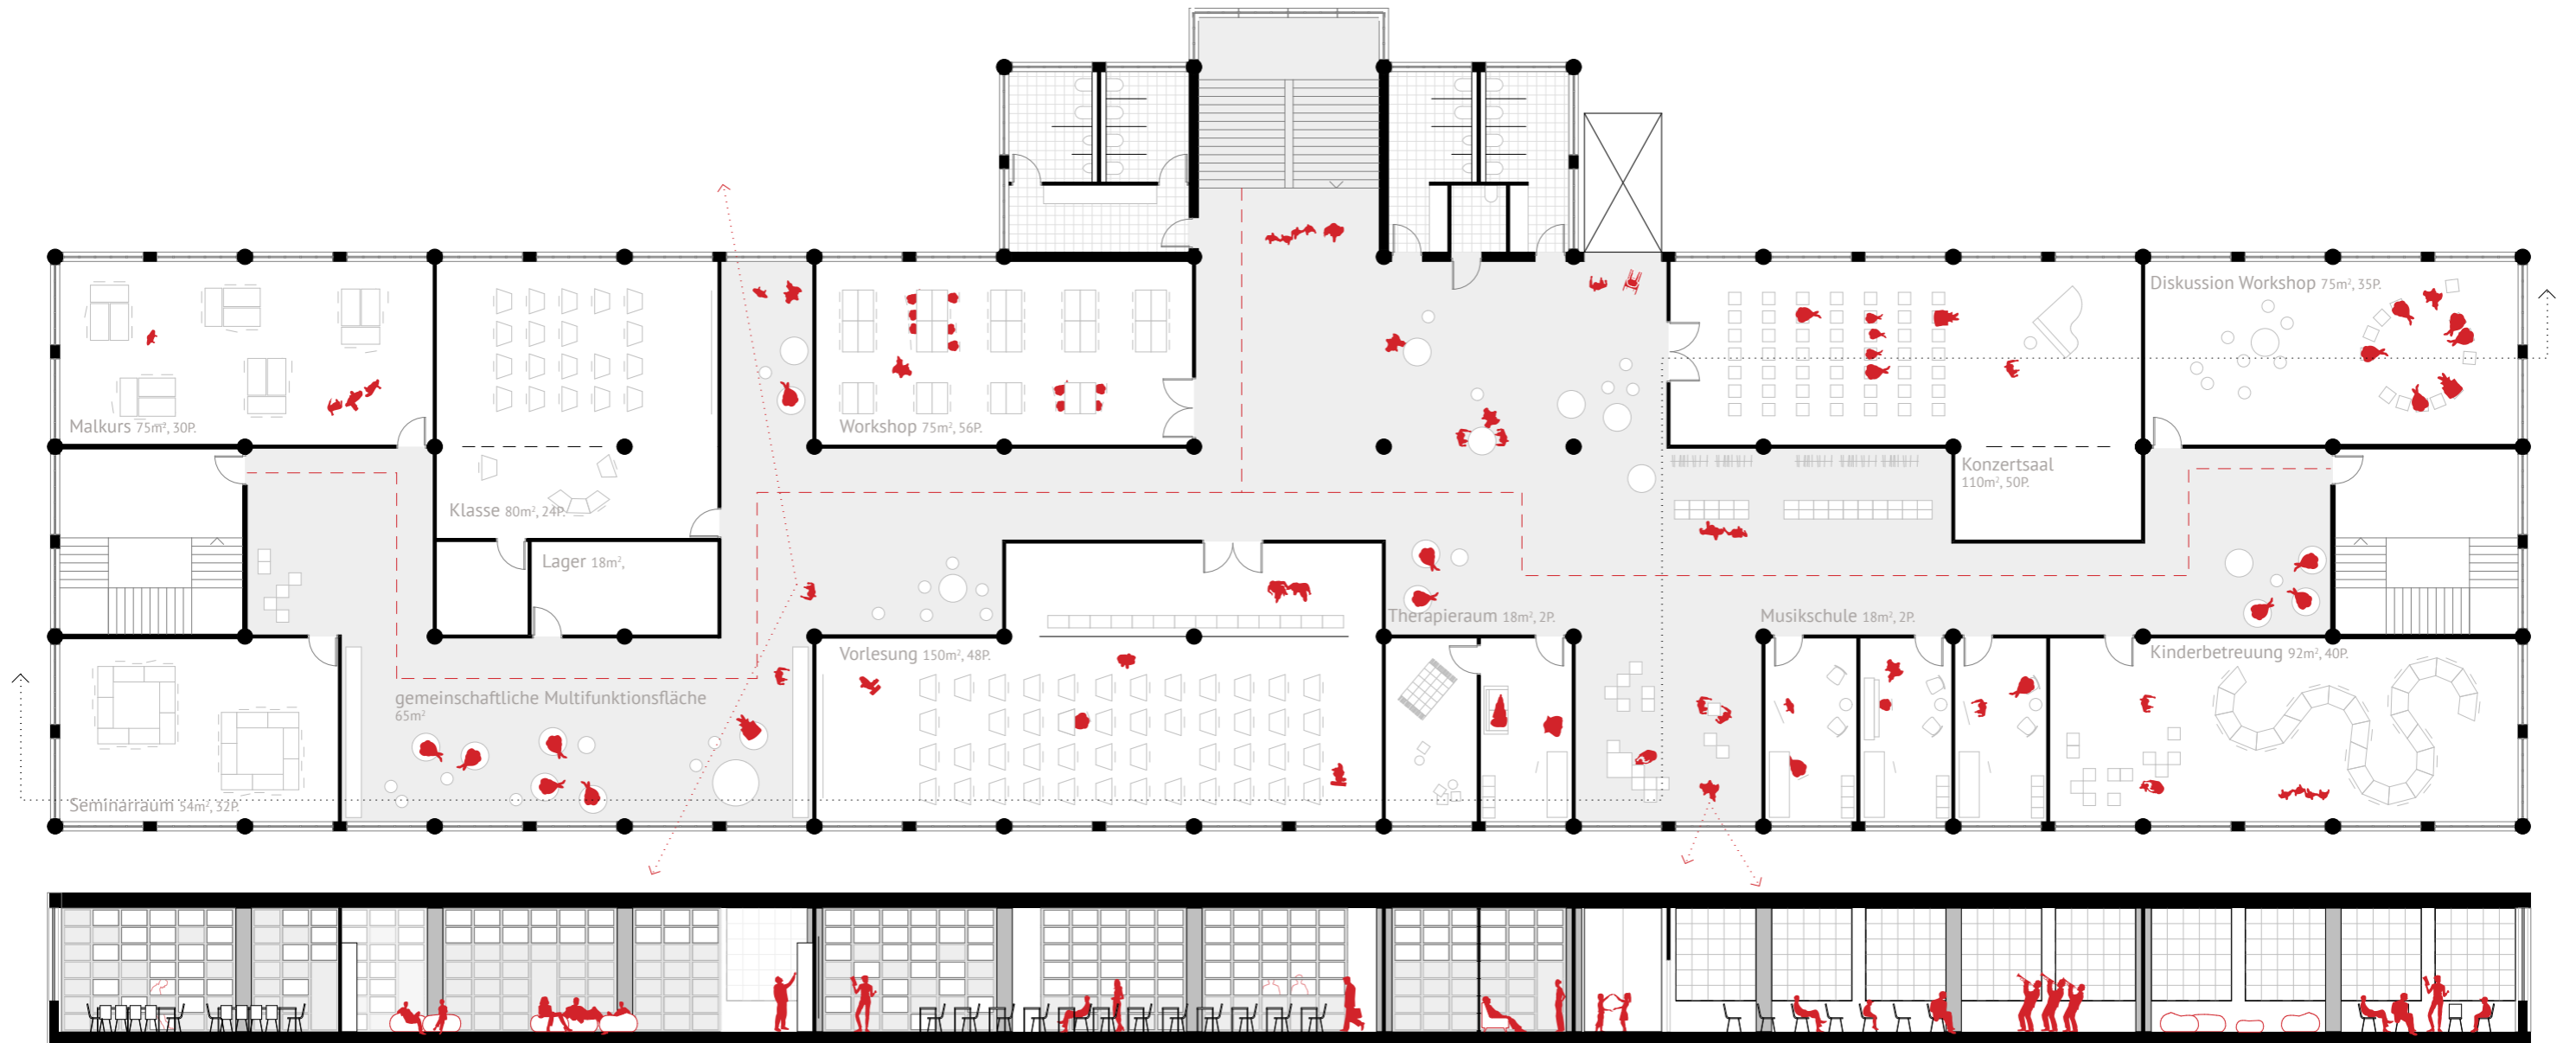 Diskussion Workshop 75m², 35P.
Malkurs 75m², 30P.
Workshop 75m², 56P.
Konzertsaal
110m², 50P.
Klasse 80m², 24P.
Lager 18m²,
Therapieraum 18m², 2P.
Musikschule 18m², 2P.
Vorlesung 150m², 48P.
Kinderbetreuung 92m², 40P.
gemeinschaftliche Multifunktionsfläche
65m²
Seminarraum 54m², 32P.